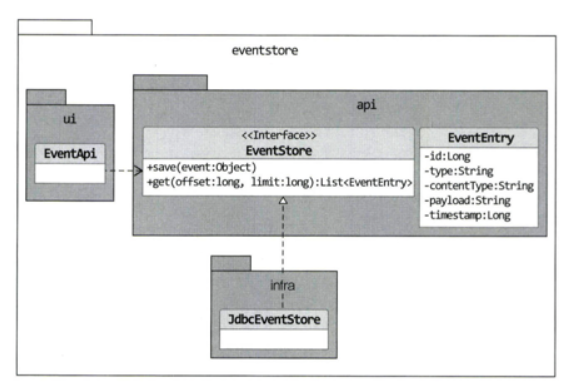 eventstore
ui
EventApi
api
<<Interface>>
EventStore
+save(event:Object)
+get(offset:long, limit:long):List<EventEntry>
EventEntry
-id:Long
-type:String
-contentType:String
-payload:String
-timestamp:Long
infra
JdbcEventStore